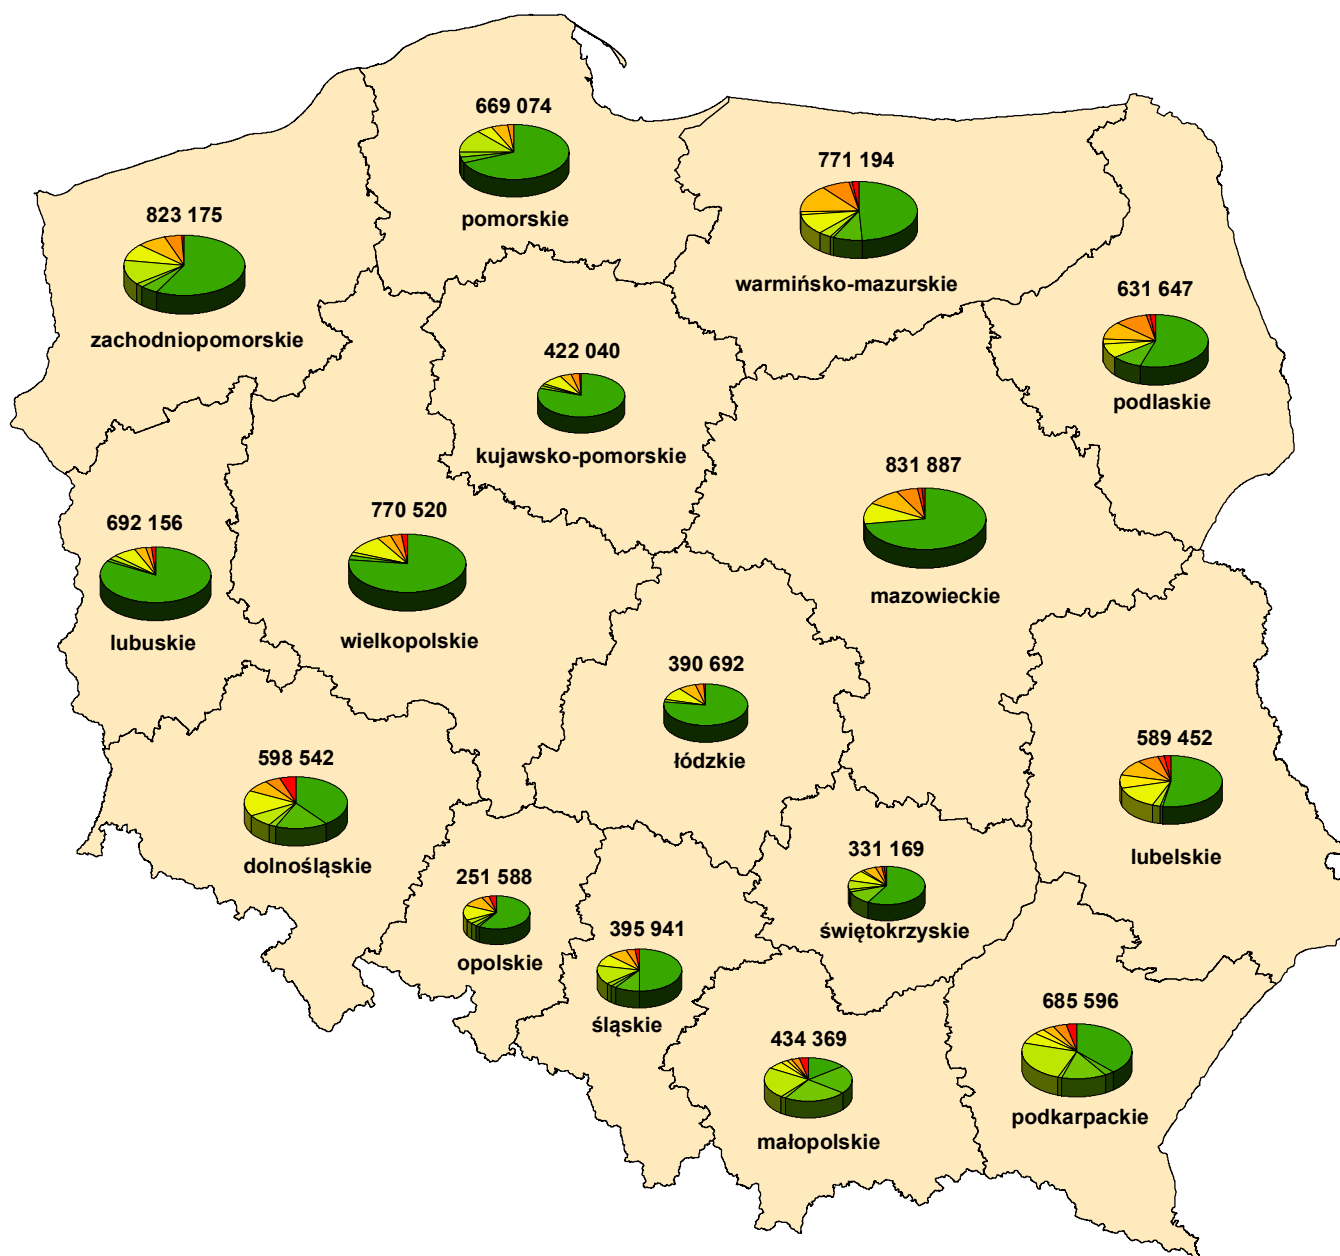 669 074
pomorskie
771 194
warmińsko-mazurskie
823 175
zachodniopomorskie
631 647
podlaskie
422 040
kujawsko-pomorskie
831 887
mazowieckie
692 156
lubuskie
770 520
wielkopolskie
390 692
łódzkie
589 452
lubelskie
598 542
dolnośląskie
251 588
opolskie
331 169
świętokrzyskie
395 941
śląskie
434 369
małopolskie
685 596
podkarpackie